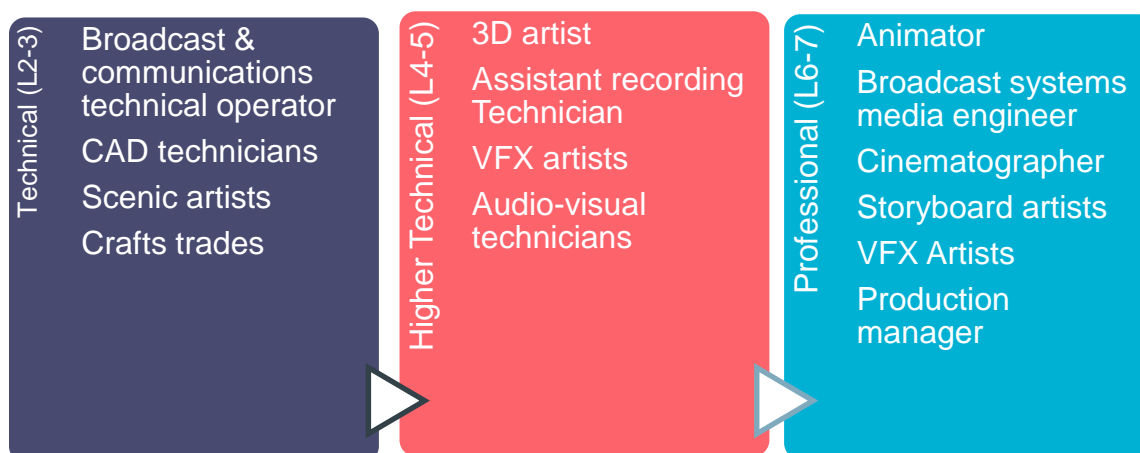 Technical (L2-3)
Broadcast &
communications
technical operator
CAD technicians
Scenic artists
Crafts trades
Higher Technical (L4-5)
3D artist
Assistant recording
Technician
VFX artists
Audio-visual
technicians
Professional (L6-7)
Animator
Broadcast systems
media engineer
Cinematographer
Storyboard artists
VFX Artists
Production
manager